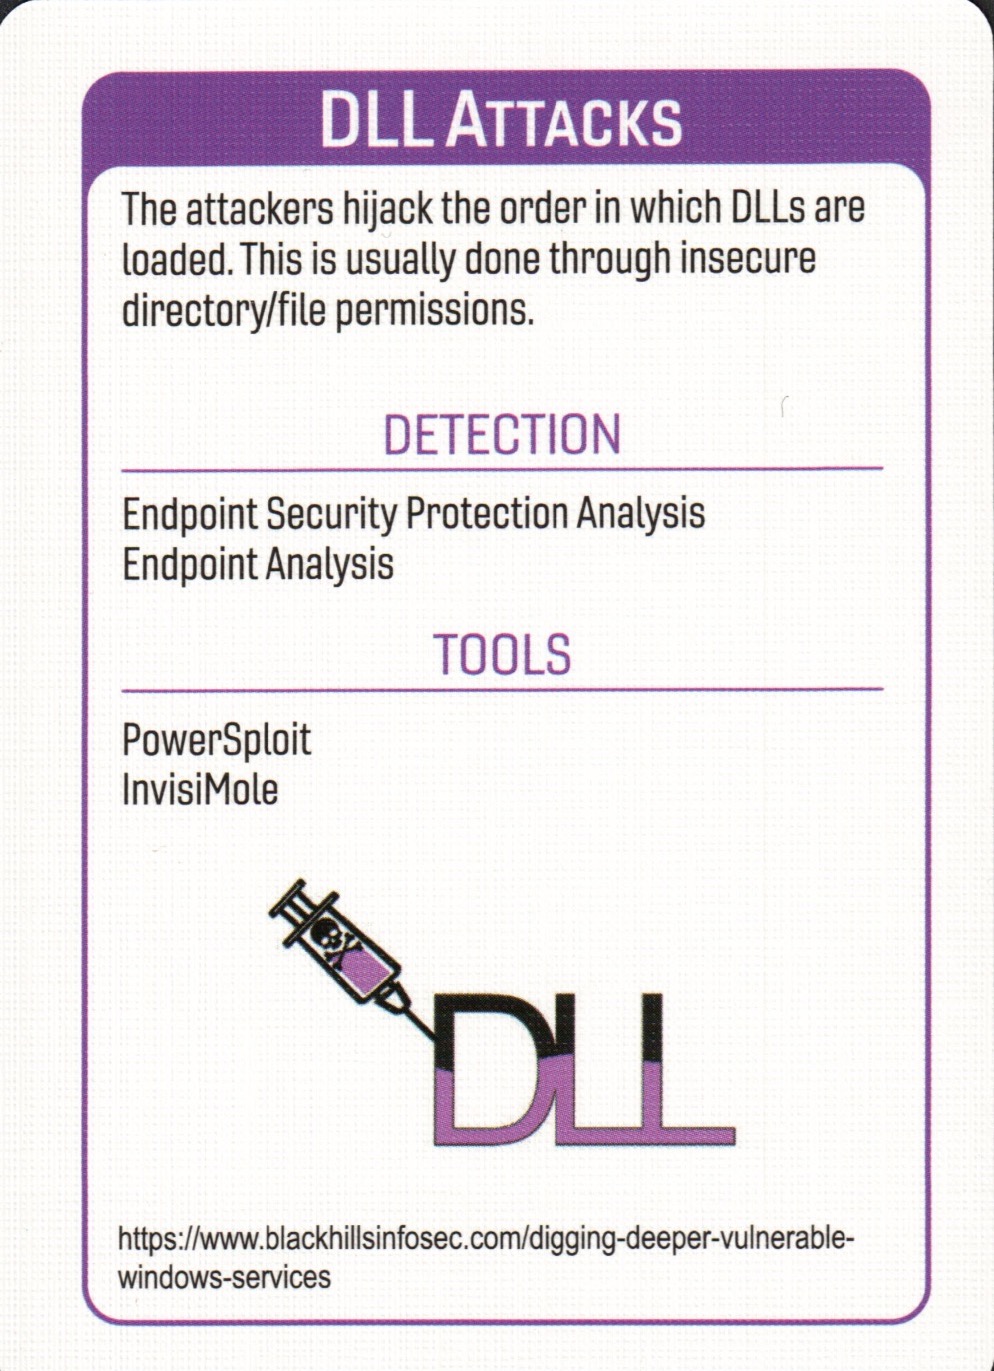 DLL ATTACKS
The attackers hijack the order in which DLLs are
loaded. This is usually done through insecure
directory/file permissions.
DETECTION
Endpoint Security Protection Analysis
Endpoint Analysis
TOOLS
PowerSploit
InvisiMole
DLL
https://www.blackhillsinfosec.com/digging-deeper-vulnerable-
windows-services